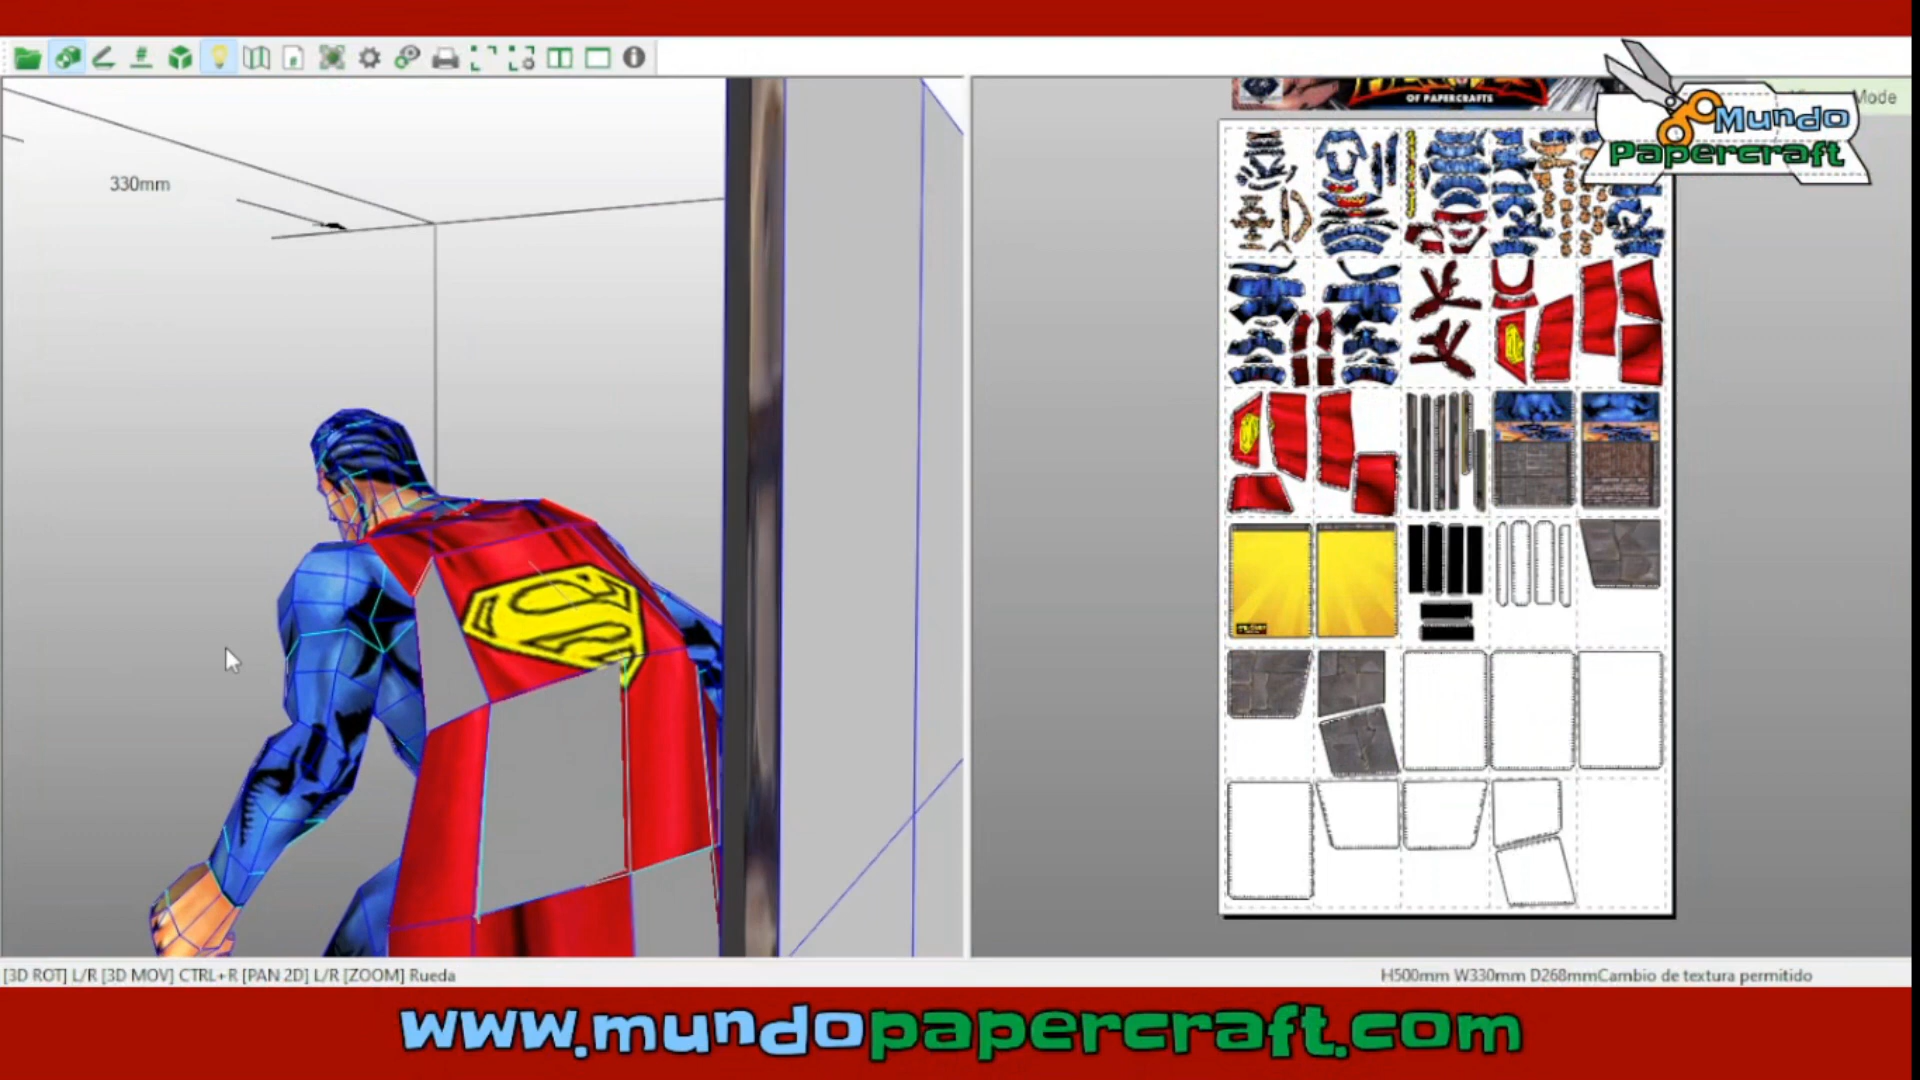 OF PAPERCRAFTS
Mode
Mundo
Papercraft
330mm
S
[3D ROT] L/R [3D MOV] CTRL+R [PAN 2D] L/R [ZOOM] Rueda
H500mm W330mm D268mmCambio de textura permitido
www.mundopapercraft.com